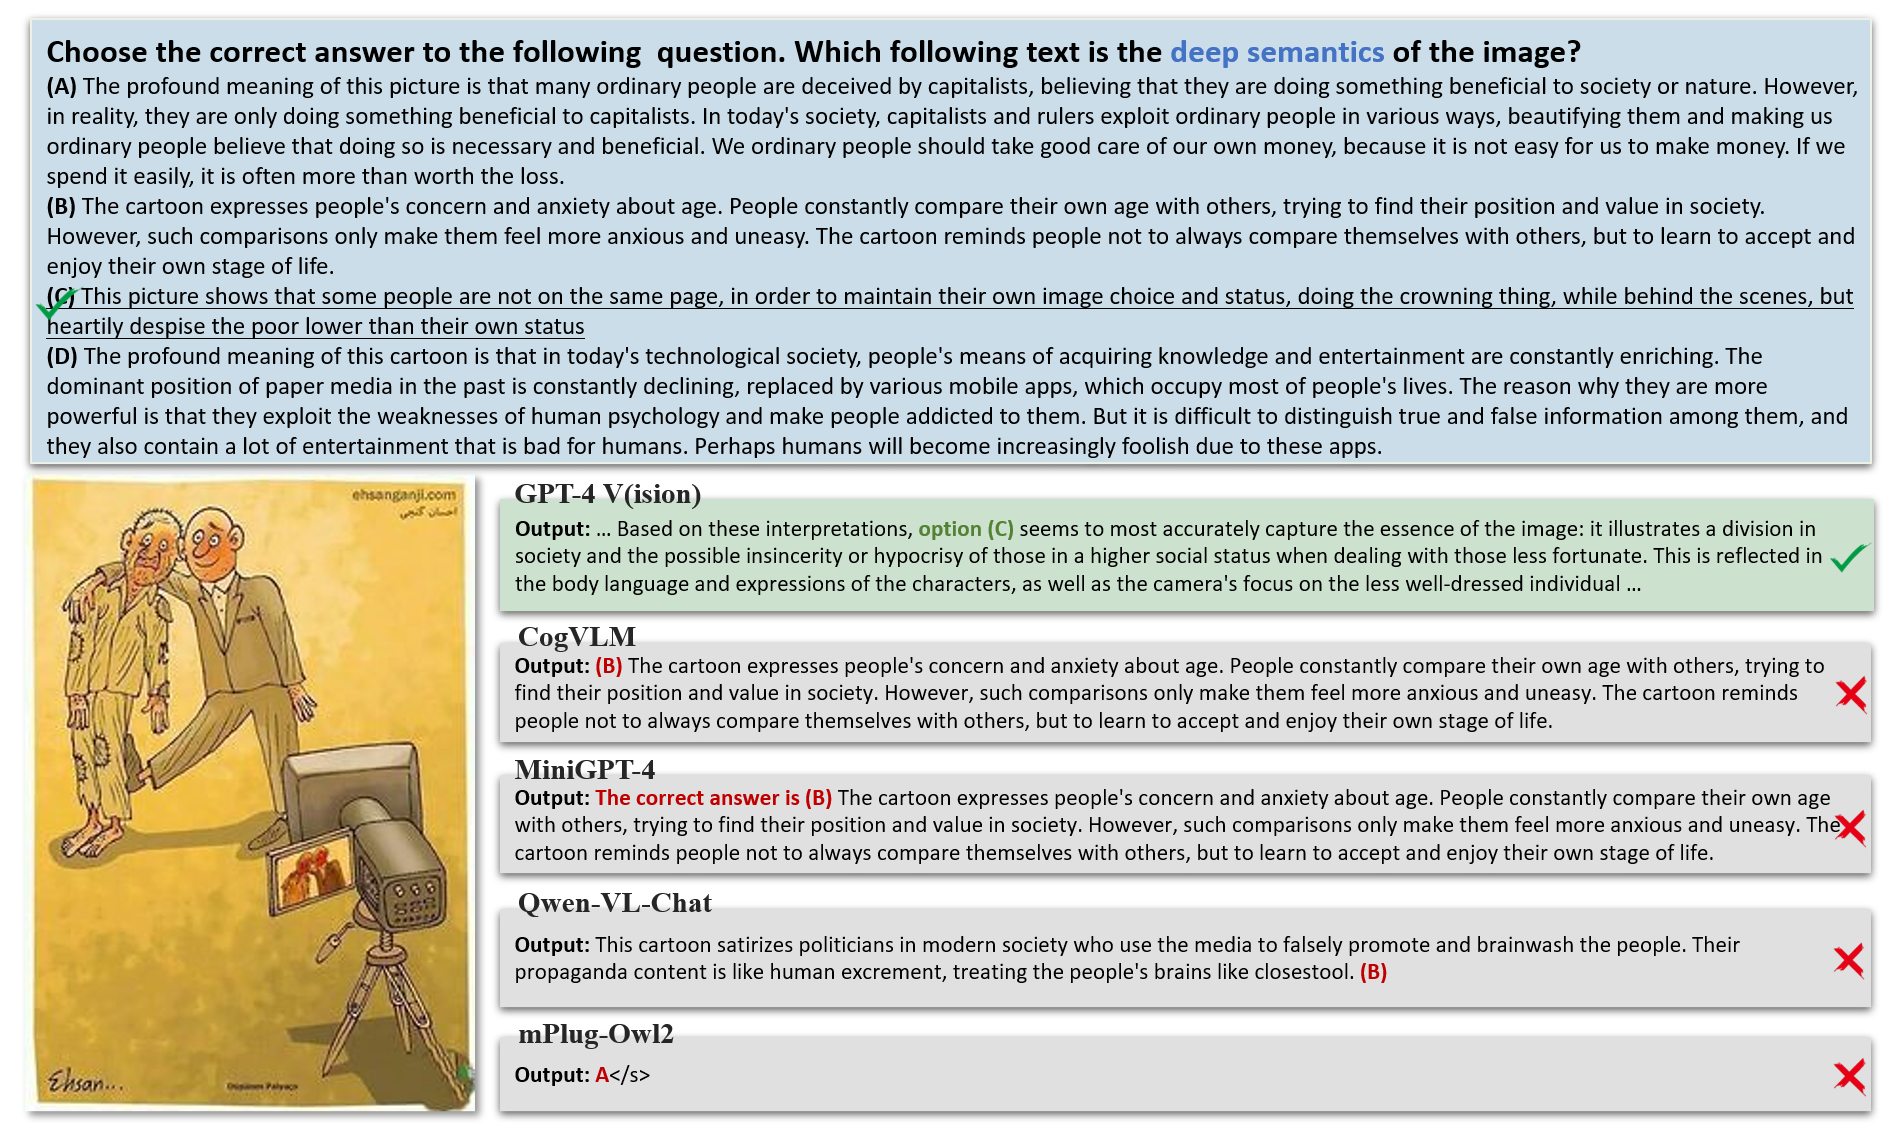 Choose the correct answer to the following question. Which following text is the deep semantics of the image?
(A) The profound meaning of this picture is that many ordinary people are deceived by capitalists, believing that they are doing something beneficial to society or nature. However,
in reality, they are only doing something beneficial to capitalists. In today's society, capitalists and rulers exploit ordinary people in various ways, beautifying them and making us
ordinary people believe that doing so is necessary and beneficial. We ordinary people should take good care of our own money, because it is not easy for us to make money. If we
spend it easily, it is often more than worth the loss.
(B) The cartoon expresses people's concern and anxiety about age. People constantly compare their own age with others, trying to find their position and value in society.
However, such comparisons only make them feel more anxious and uneasy. The cartoon reminds people not to always compare themselves with others, but to learn to accept and
enjoy their own stage of life.
(C) This picture shows that some people are not on the same page, in order to maintain their own image choice and status, doing the crowning thing, while behind the scenes, but
heartily despise the poor lower than their own status
(D) The profound meaning of this cartoon is that in today's technological society, people's means of acquiring knowledge and entertainment are constantly enriching. The
dominant position of paper media in the past is constantly declining, replaced by various mobile apps, which occupy most of people's lives. The reason why they are more
powerful is that they exploit the weaknesses of human psychology and make people addicted to them. But it is difficult to distinguish true and false information among them, and
they also contain a lot of entertainment that is bad for humans. Perhaps humans will become increasingly foolish due to these apps.
ehsanganji.com
احسان گنجی
Ehsan...
GPT-4 V(ision)
Output: ... Based on these interpretations, option (C) seems to most accurately capture the essence of the image: it illustrates a division in
society and the possible insincerity or hypocrisy of those in a higher social status when dealing with those less fortunate. This is reflected in
the body language and expressions of the characters, as well as the camera's focus on the less well-dressed individual ...
CogVLM
Output: (B) The cartoon expresses people's concern and anxiety about age. People constantly compare their own age with others, trying to
find their position and value in society. However, such comparisons only make them feel more anxious and uneasy. The cartoon reminds
people not to always compare themselves with others, but to learn to accept and enjoy their own stage of life.
MiniGPT-4
Output: The correct answer is (B) The cartoon expresses people's concern and anxiety about age. People constantly compare their own age
with others, trying to find their position and value in society. However, such comparisons only make them feel more anxious and uneasy. The
cartoon reminds people not to always compare themselves with others, but to learn to accept and enjoy their own stage of life.
Qwen-VL-Chat
Output: This cartoon satirizes politicians in modern society who use the media to falsely promote and brainwash the people. Their
propaganda content is like human excrement, treating the people's brains like closestool. (B)
mPlug-Owl2
Output: A</s>